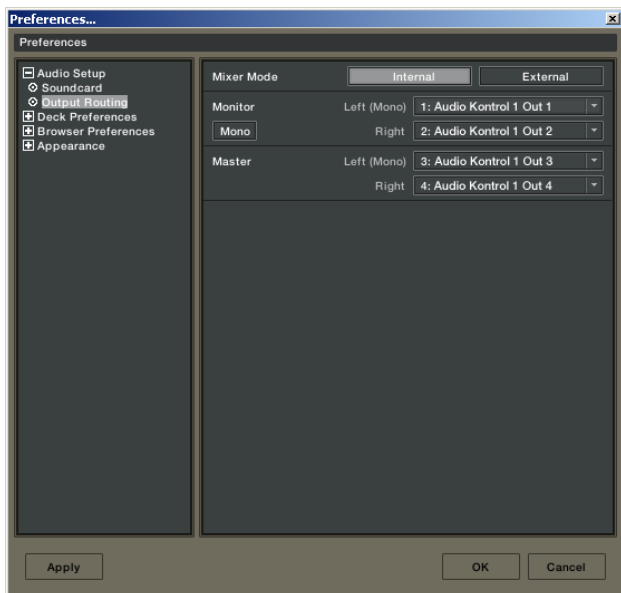 Preferences...
Preferences
Audio Setup
Soundcard
Output Routing
Deck Preferences
Browser Preferences
Appearance
Mixer Mode Internal External
Monitor Left (Mono) 1: Audio Kontrol 1 Out 1
Mono Right 2: Audio Kontrol 1 Out 2
Master Left (Mono) 3: Audio Kontrol 1 Out 3
Right 4: Audio Kontrol 1 Out 4
Apply OK Cancel